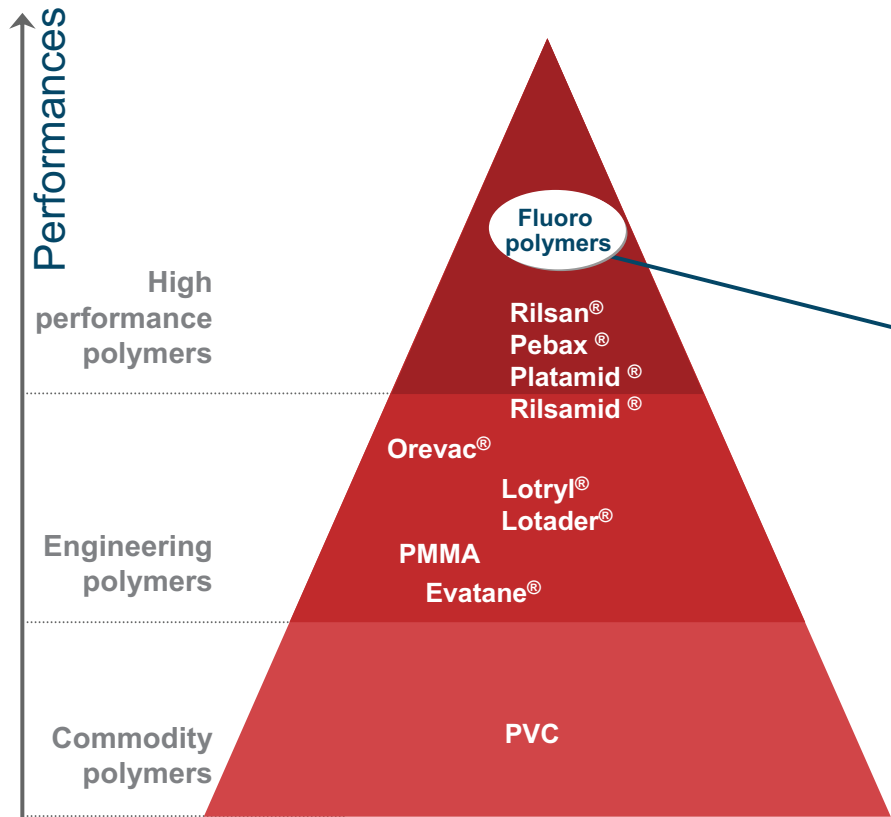 Performances
High
performance
polymers
Fluoro
polymers
Rilsan®
Pebax ®
Platamid ®
Rilsamid ®
Orevac®
Lotryl®
Lotader®
Engineering
polymers
PMMA
Evatane®
Commodity
polymers
PVC